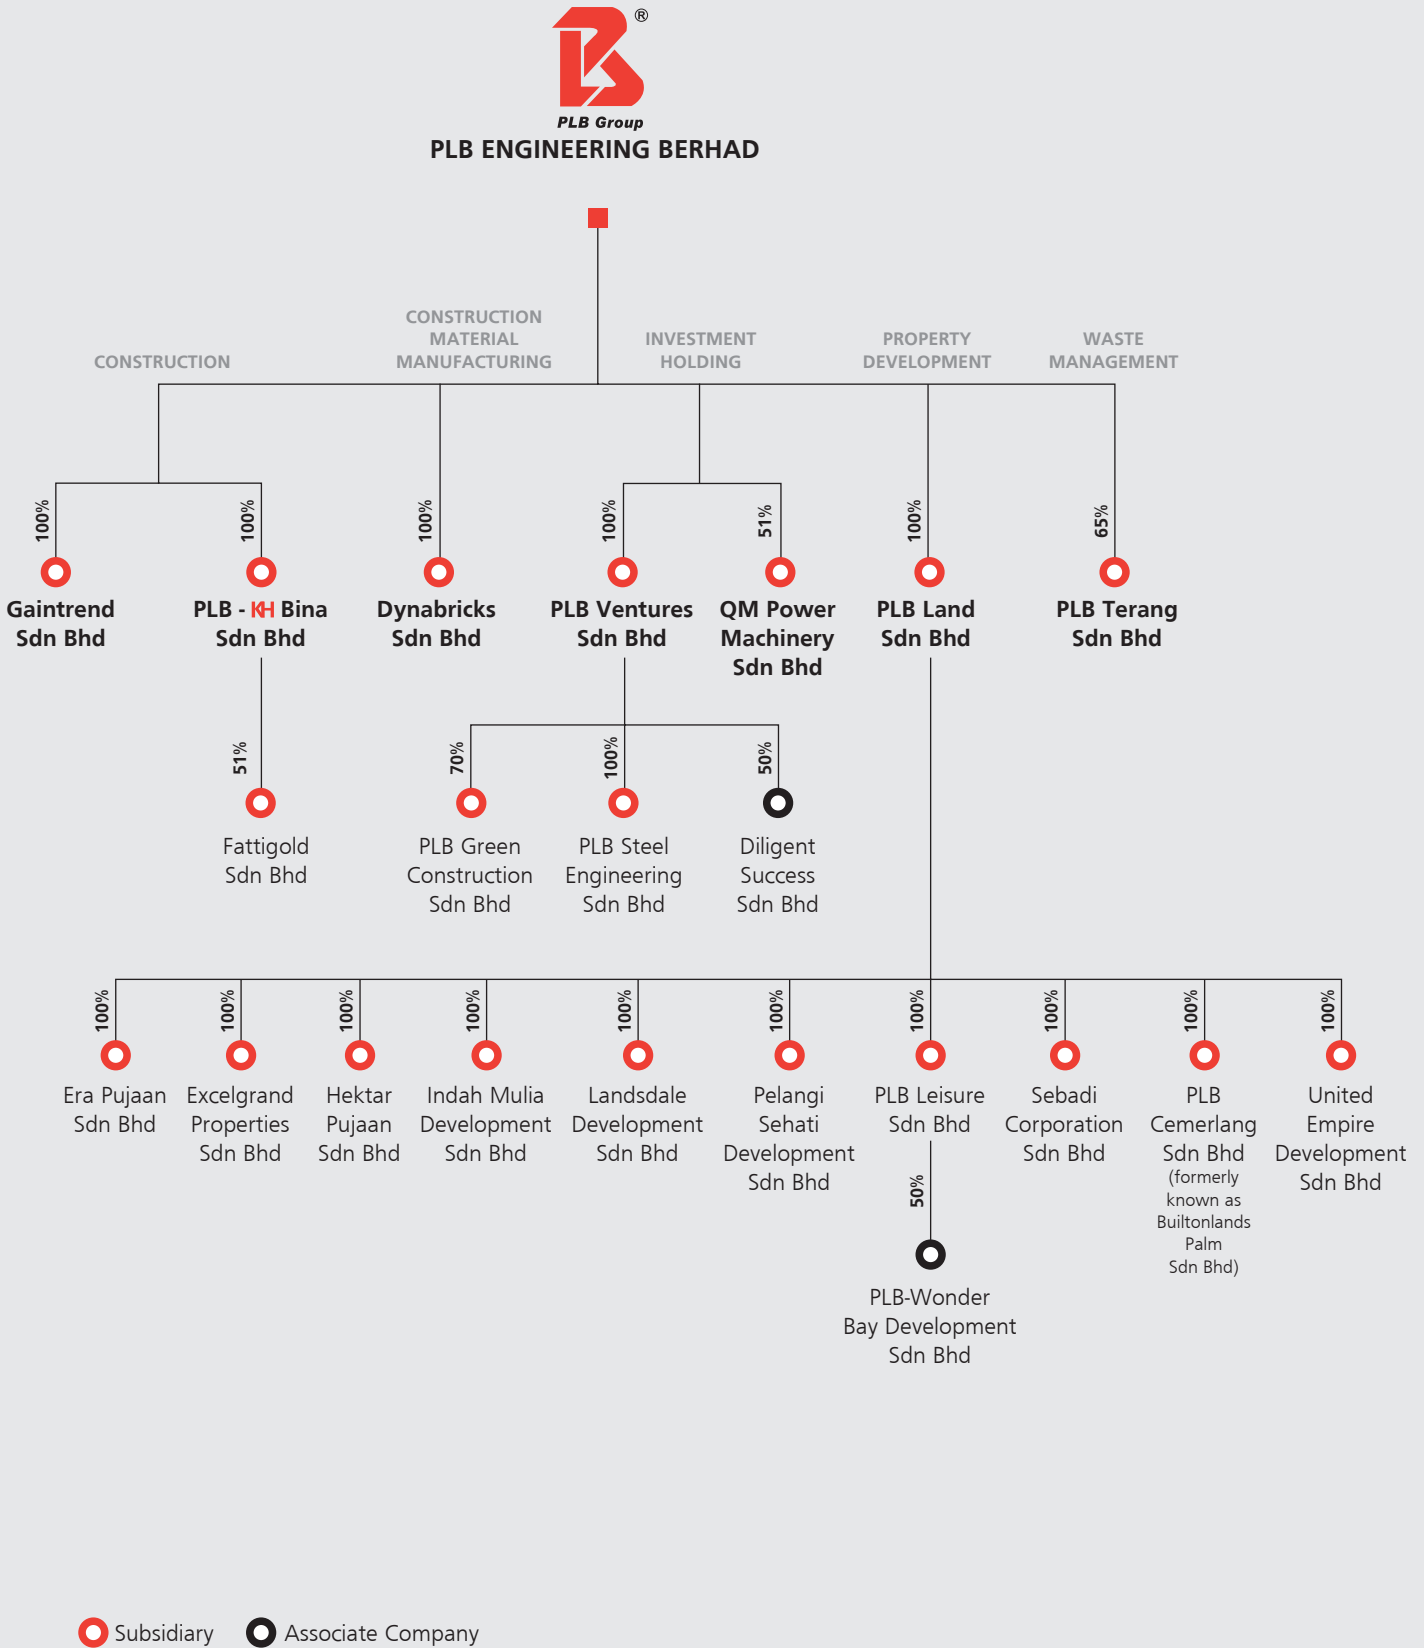 ®
PLB Group
PLB ENGINEERING BERHAD
CONSTRUCTION
CONSTRUCTION
MATERIAL
MANUFACTURING
INVESTMENT
HOLDING
PROPERTY
DEVELOPMENT
WASTE
MANAGEMENT
100%
Gaintrend
Sdn Bhd
100%
PLB - KH Bina
Sdn Bhd
100%
Dynabricks
Sdn Bhd
100%
PLB Ventures
Sdn Bhd
51%
QM Power
Machinery
Sdn Bhd
100%
PLB Land
Sdn Bhd
65%
PLB Terang
Sdn Bhd
51%
Fattigold
Sdn Bhd
70%
PLB Green
Construction
Sdn Bhd
100%
PLB Steel
Engineering
Sdn Bhd
50%
Diligent
Success
Sdn Bhd
100%
Era Pujaan
Sdn Bhd
100%
Excelgrand
Properties
Sdn Bhd
100%
Hektar
Pujaan
Sdn Bhd
100%
Indah Mulia
Development
Sdn Bhd
100%
Landsdale
Development
Sdn Bhd
100%
Pelangi
Sehati
Development
Sdn Bhd
100%
PLB Leisure
Sdn Bhd
100%
Sebadi
Corporation
Sdn Bhd
100%
PLB
Cemerlang
Sdn Bhd
(formerly
known as
Builtonlands
Palm
Sdn Bhd)
100%
United
Empire
Development
Sdn Bhd
50%
PLB-Wonder
Bay Development
Sdn Bhd
Subsidiary
Associate Company